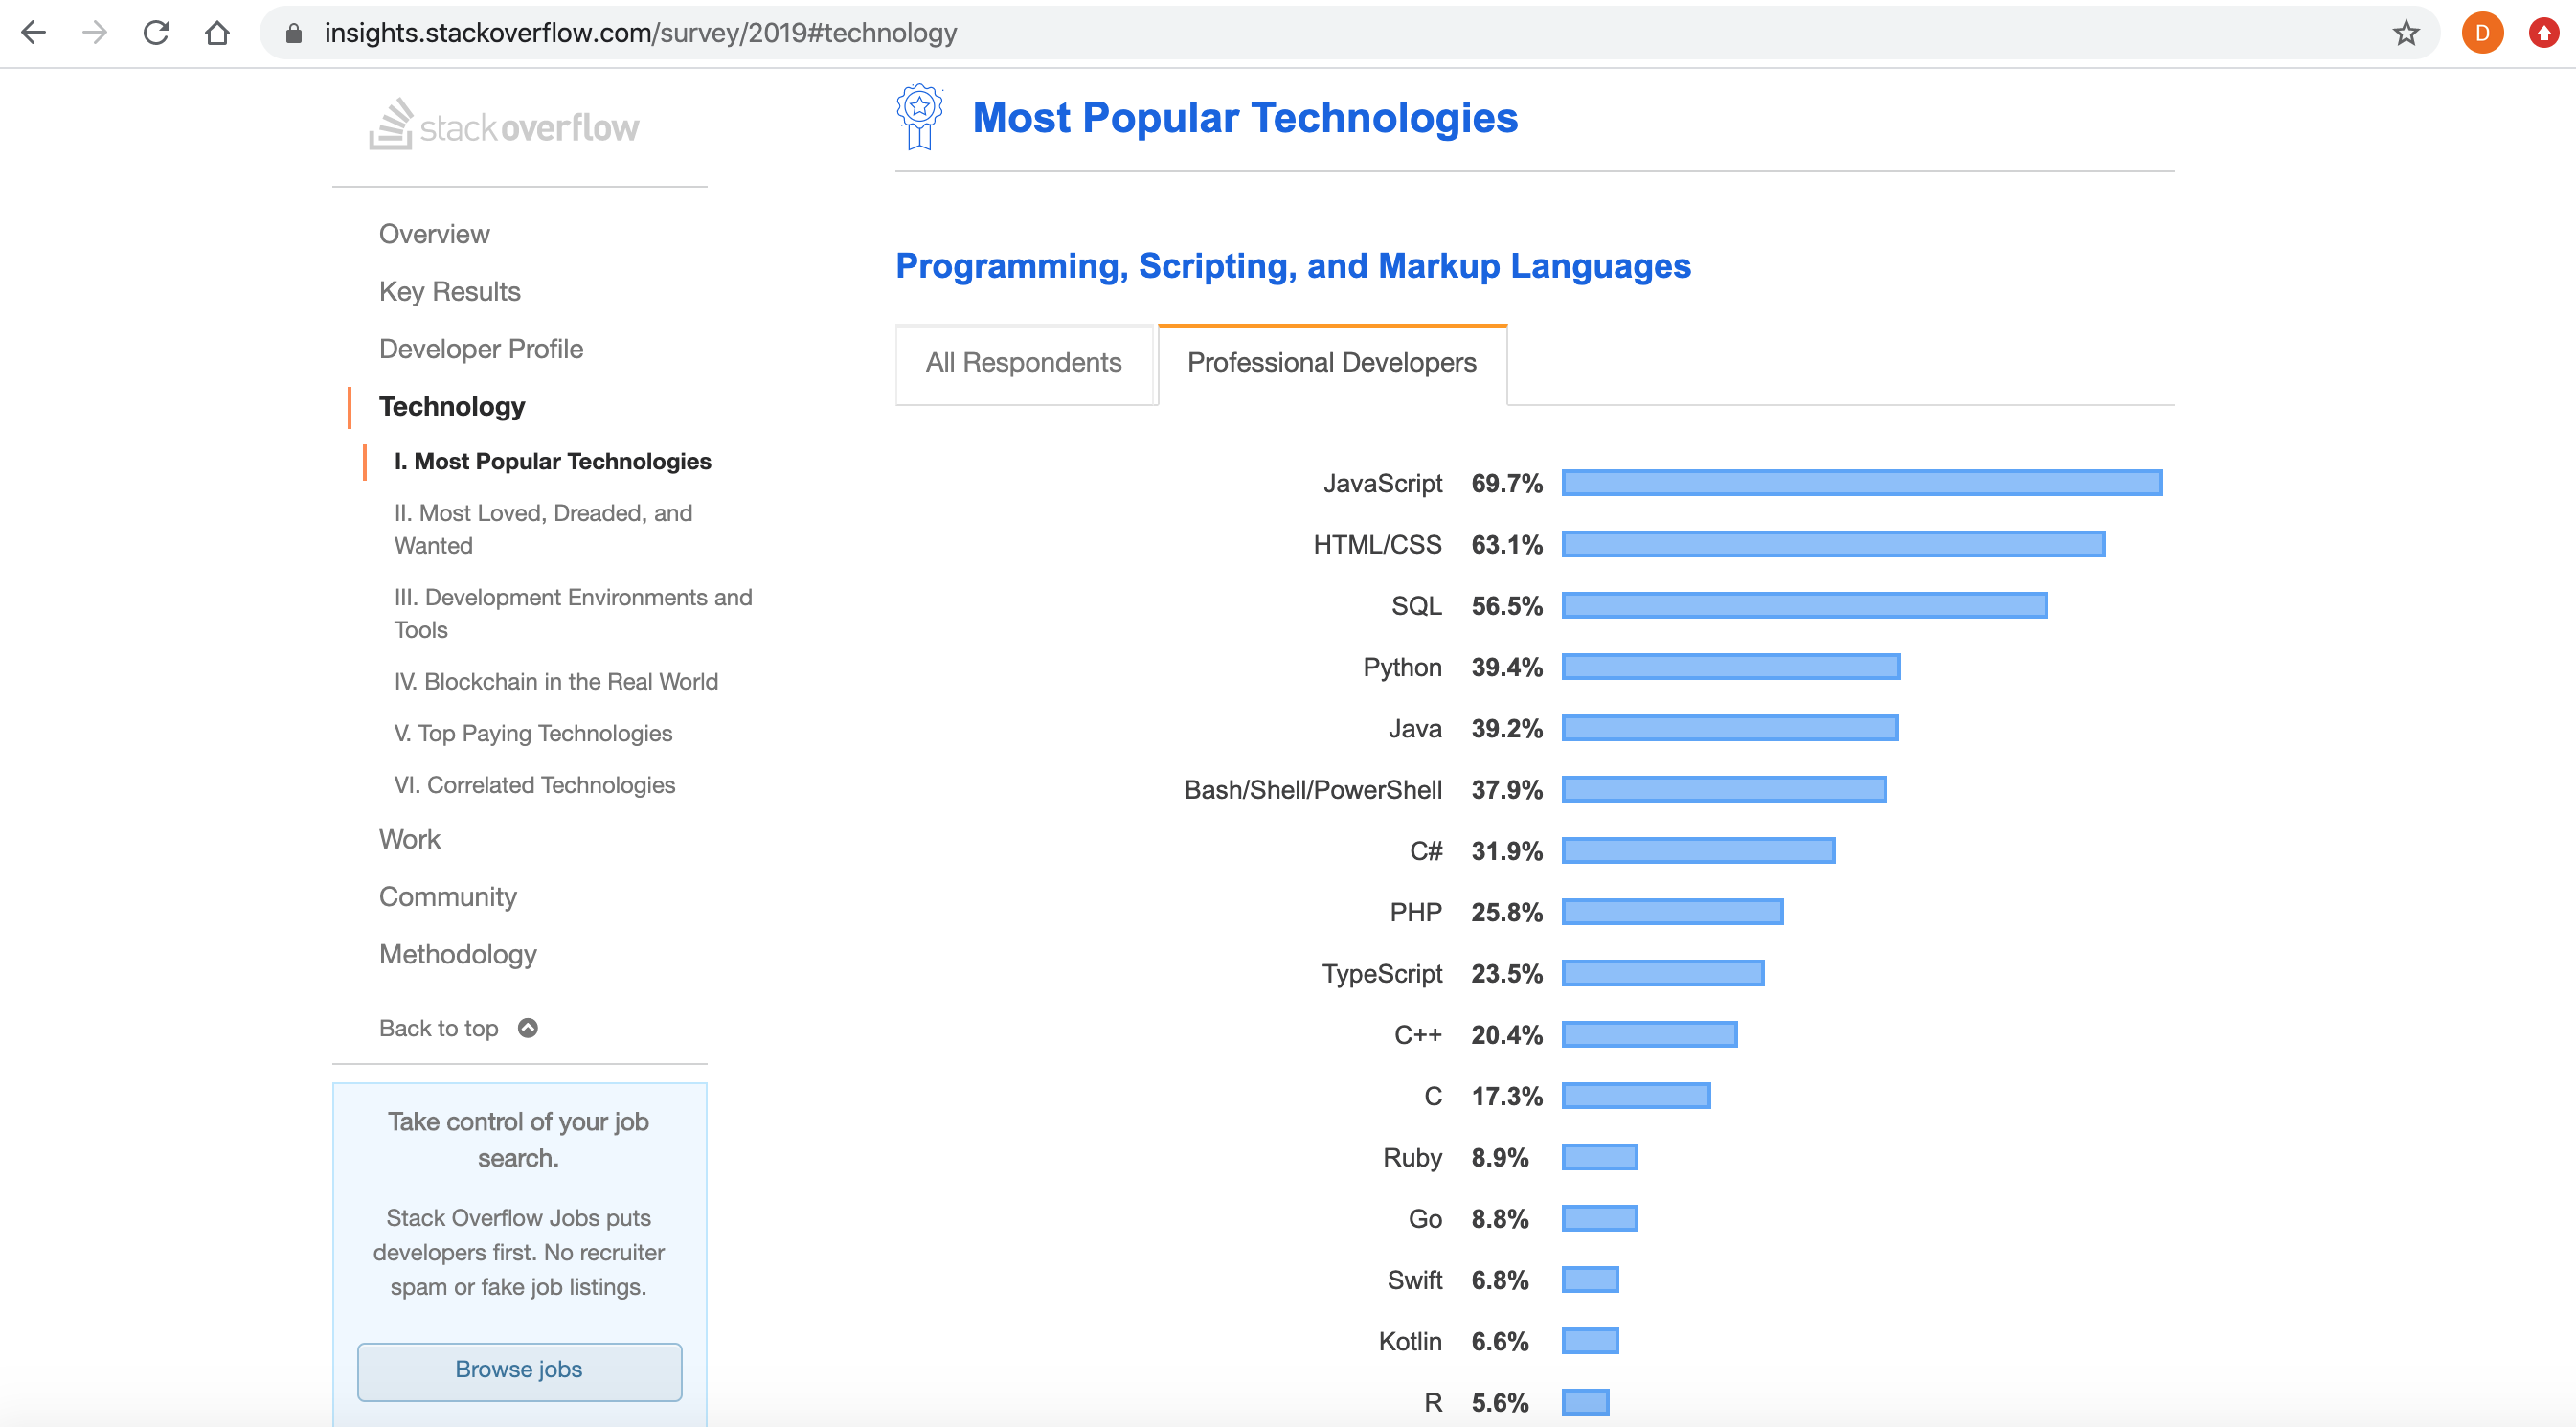 insights.stackoverflow.com/survey/2019#technology
D
stackoverflow
Overview
Key Results
Developer Profile
Technology
I. Most Popular Technologies
II. Most Loved, Dreaded, and
Wanted
III. Development Environments and
Tools
IV. Blockchain in the Real World
V. Top Paying Technologies
VI. Correlated Technologies
Work
Community
Methodology
Back to top
Take control of your job
search.
Stack Overflow Jobs puts
developers first. No recruiter
spam or fake job listings.
Browse jobs
Most Popular Technologies
Programming, Scripting, and Markup Languages
All Respondents Professional Developers
JavaScript 69.7%
HTML/CSS 63.1%
SQL 56.5%
Python 39.4%
Java 39.2%
Bash/Shell/PowerShell 37.9%
C# 31.9%
PHP 25.8%
TypeScript 23.5%
C++ 20.4%
C 17.3%
Ruby 8.9%
Go 8.8%
Swift 6.8%
Kotlin 6.6%
R 5.6%